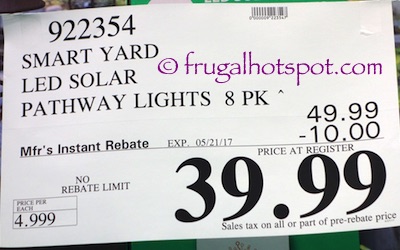 922354
SMART YARD
LED SOLAR
PATHWAY LIGHTS 8 PK ^
© frugalhotspot.com
49.99
-10.00
Mfr's Instant Rebate EXP. 05/21/17
PRICE AT REGISTER
39.99
NO
REBATE LIMIT
PRICE PER
EACH
4.999
Sales tax on all or part of pre-rebate price